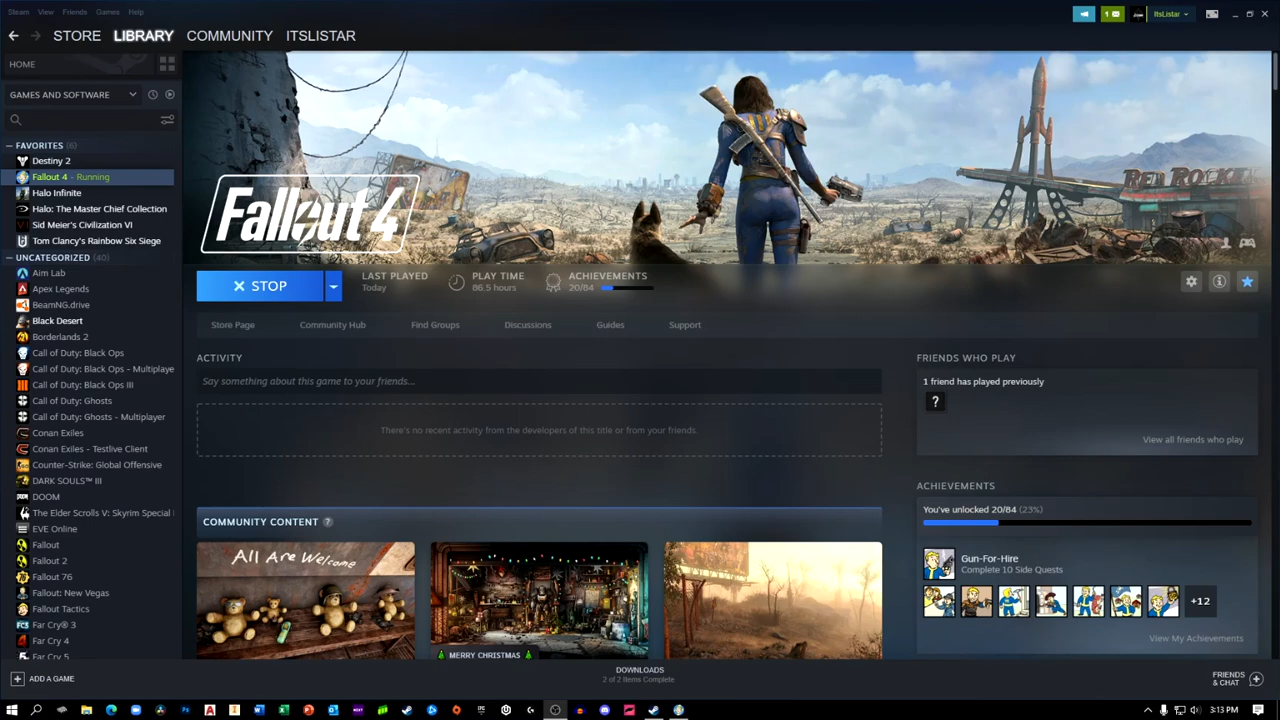 Steam View Friends Games Help
1
ItsListar
STORE LIBRARY COMMUNITY ITSLISTAR
HOME
GAMES AND SOFTWARE
FAVORITES (6)
Destiny 2
Fallout 4 - Running
Halo Infinite
Halo: The Master Chief Collection
Sid Meier's Civilization VI
Tom Clancy's Rainbow Six Siege
UNCATEGORIZED (40)
Aim Lab
Apex Legends
BeamNG.drive
Black Desert
Borderlands 2
Call of Duty: Black Ops
Call of Duty: Black Ops - Multiplaye
Call of Duty: Black Ops III
Call of Duty: Ghosts
Call of Duty: Ghosts - Multiplayer
Conan Exiles
Conan Exiles - Testlive Client
Counter-Strike: Global Offensive
DARK SOULS™ III
DOOM
The Elder Scrolls V: Skyrim Special
EVE Online
Fallout
Fallout 2
Fallout 76
Fallout: New Vegas
Fallout Tactics
Far Cry® 3
Far Cry 4
Far Cry 5
ADD A GAME
Fallout 4
RED ROCKET
STOP
LAST PLAYED
Today
PLAY TIME
86.5 hours
ACHIEVEMENTS
20/84
Store Page Community Hub Find Groups Discussions Guides Support
ACTIVITY
Say something about this game to your friends...
There's no recent activity from the developers of this title or from your friends.
COMMUNITY CONTENT ?
All Are Welcome
MERRY CHRISTMAS
FRIENDS WHO PLAY
1 friend has played previously
?
View all friends who play
ACHIEVEMENTS
You've unlocked 20/84 (23%)
Gun-For-Hire
Complete 10 Side Quests
+12
View My Achievements
DOWNLOADS
2 of 2 Items Complete
FRIENDS
& CHAT
3:13 PM